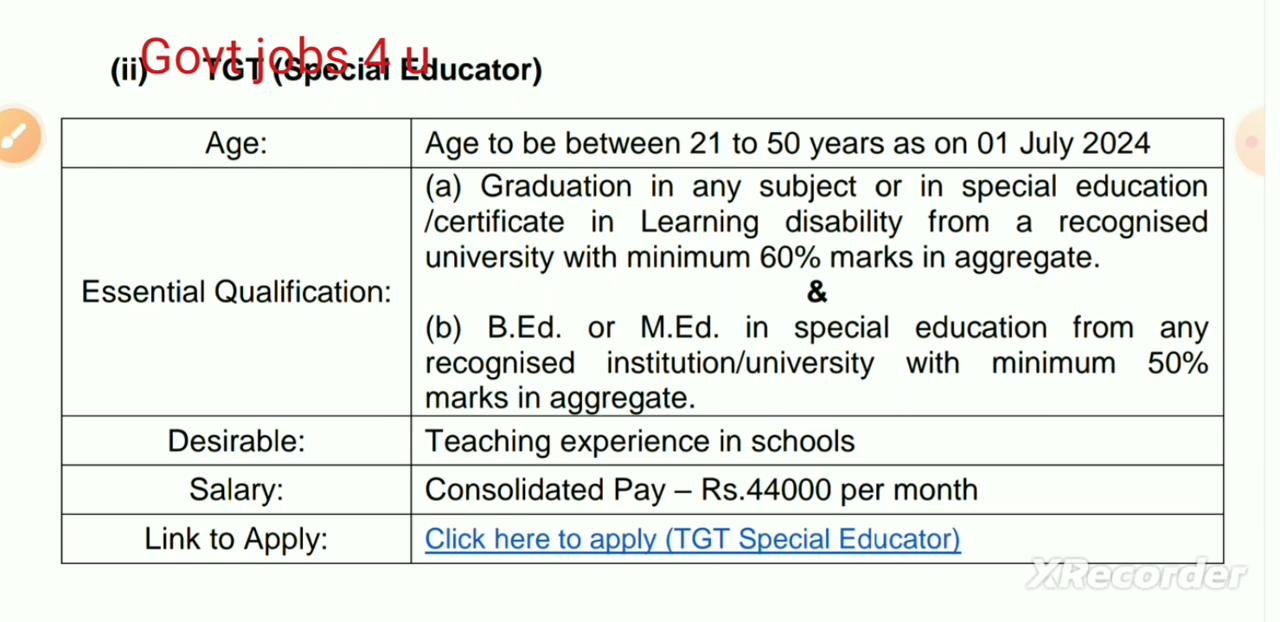 Govt jobs 4 u
(ii) TGT (Special Educator)
Age: Age to be between 21 to 50 years as on 01 July 2024
Essential Qualification:
(a) Graduation in any subject or in special education
/certificate in Learning disability from a recognised
university with minimum 60% marks in aggregate.
&
(b) B.Ed. or M.Ed. in special education from any
recognised institution/university with minimum 50%
marks in aggregate.
Desirable: Teaching experience in schools
Salary: Consolidated Pay – Rs.44000 per month
Link to Apply: Click here to apply (TGT Special Educator)
XRecorder